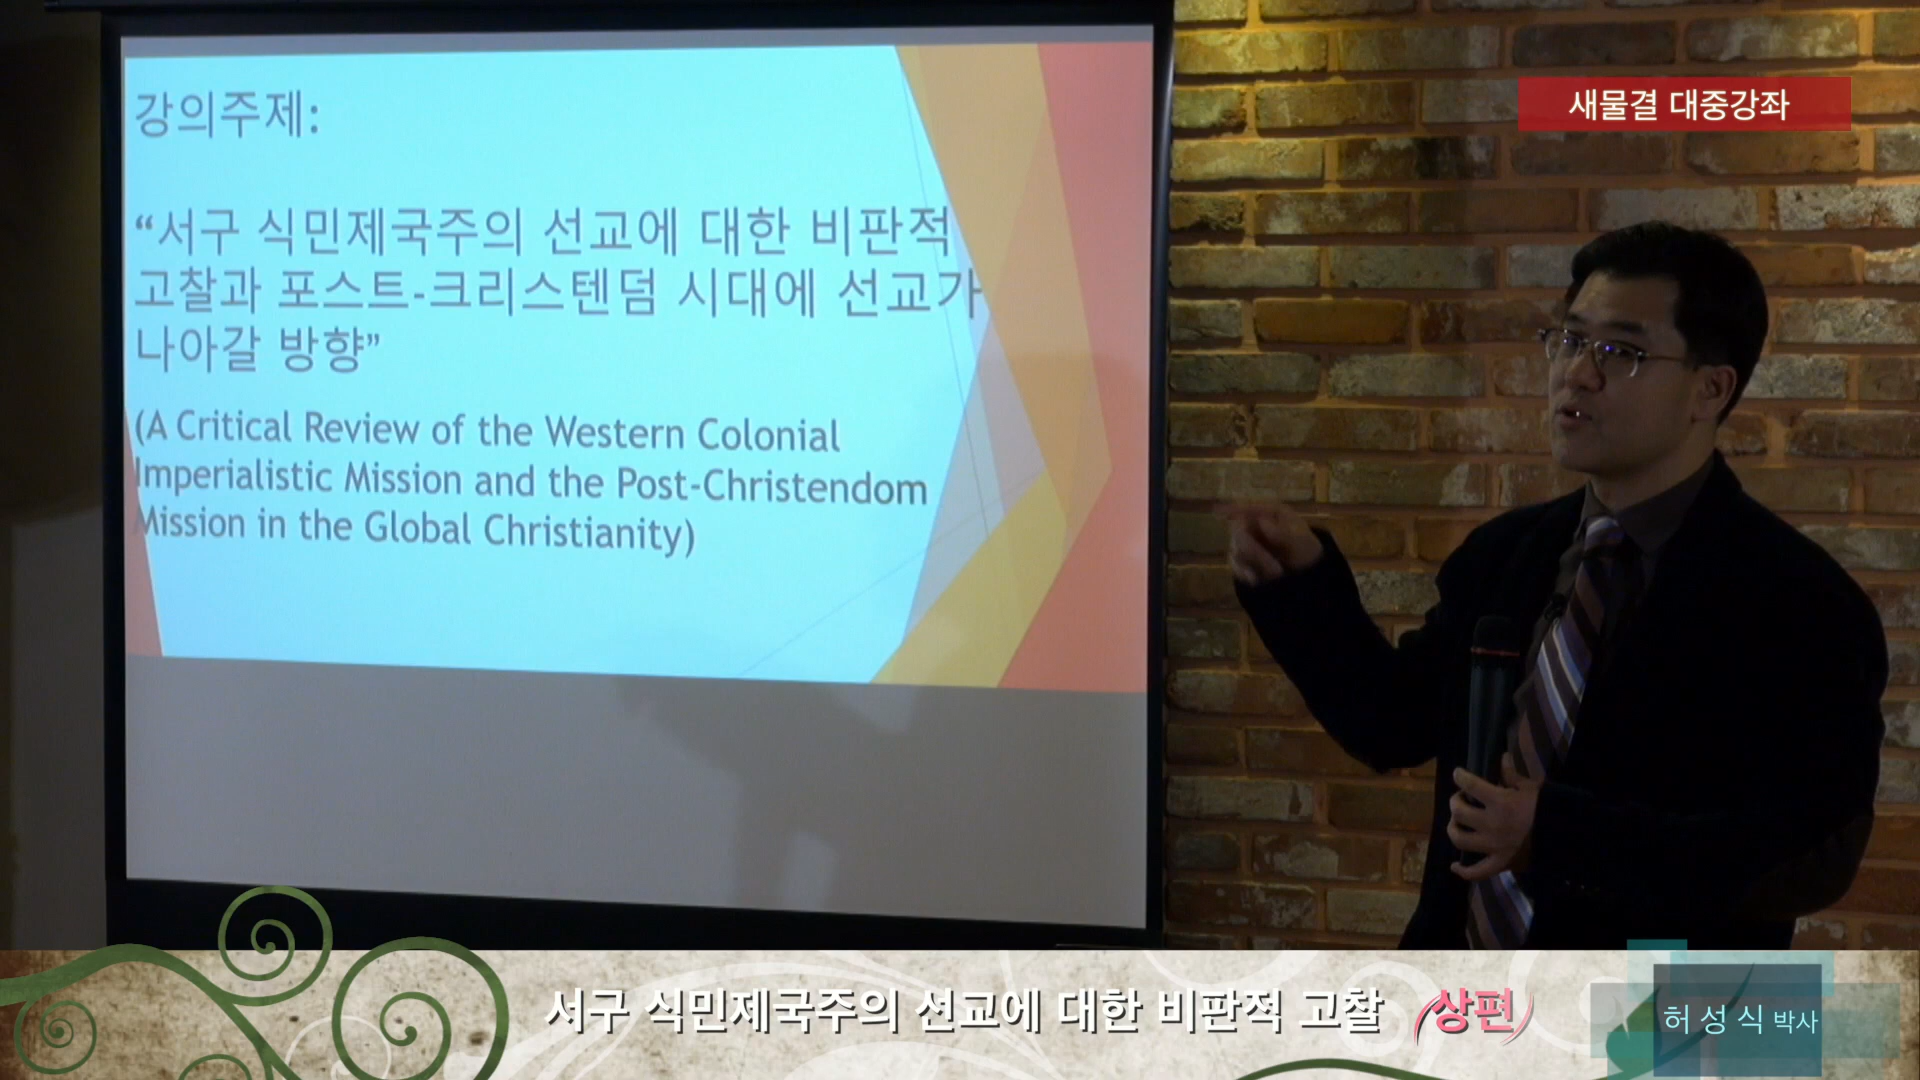 강의주제:
“서구 식민제국주의 선교에 대한 비판적
고찰과 포스트-크리스텐덤 시대에 선교가
나아갈 방향”
(A Critical Review of the Western Colonial
Imperialistic Mission and the Post-Christendom
Mission in the Global Christianity)
새물결 대중강좌
서구 식민제국주의 선교에 대한 비판적 고찰 (상편)
허성식 박사